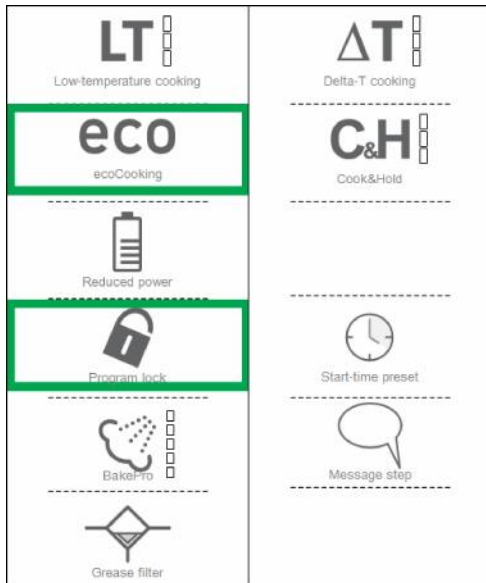 LT
ΔT
Low-temperature cooking
Delta-T cooking
eco
C&H
ecoCooking
Cook&Hold
Reduced power
Program lock
Start-time preset
BakePro
Message step
Grease filter